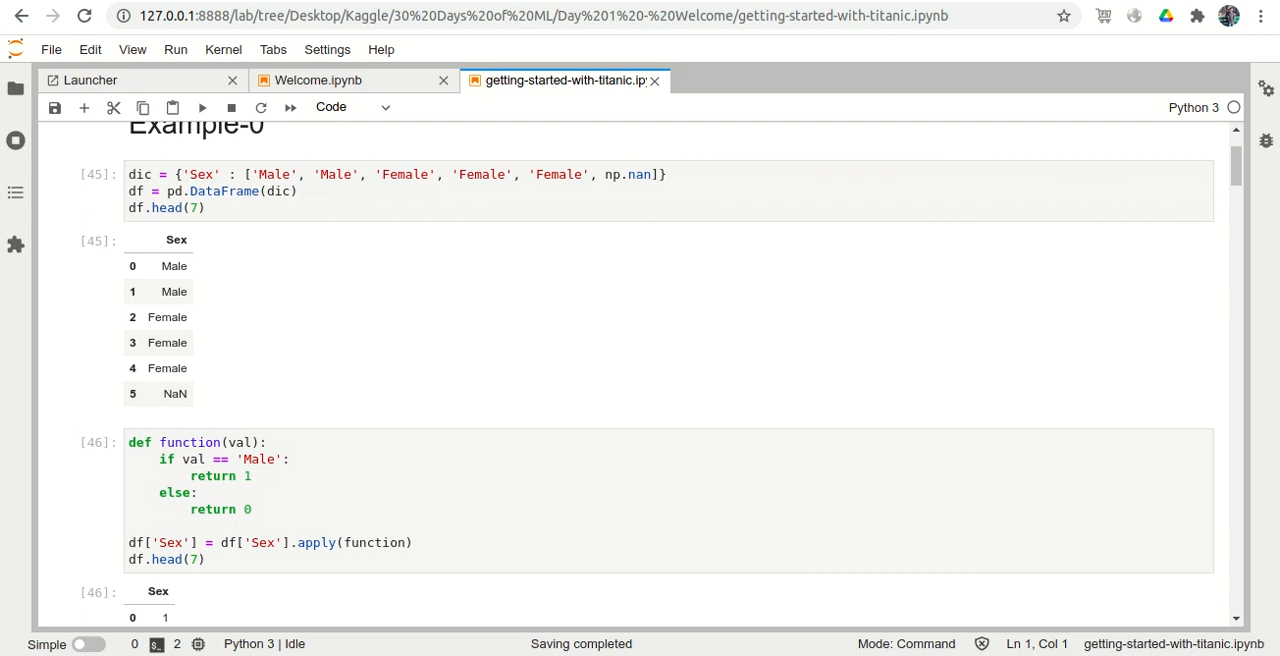 127.0.0.1:8888/lab/tree/Desktop/Kaggle/30%20Days%20of%20ML/Day%201%20-%20Welcome/getting-started-with-titanic.ipynb
File Edit View Run Kernel Tabs Settings Help
Launcher Welcome.ipynb getting-started-with-titanic.ip
Code Python 3
Example-0
[45]: dic = {'Sex' : ['Male', 'Male', 'Female', 'Female', 'Female', np.nan]}
df = pd.DataFrame(dic)
df.head(7)
[45]: Sex
0 Male
1 Male
2 Female
3 Female
4 Female
5 NaN
[46]: def function(val):
    if val == 'Male':
        return 1
    else:
        return 0
df['Sex'] = df['Sex'].apply(function)
df.head(7)
[46]: Sex
0 1
Simple 0 $_ 2 Python 3 | Idle Saving completed Mode: Command Ln 1, Col 1 getting-started-with-titanic.ipynb